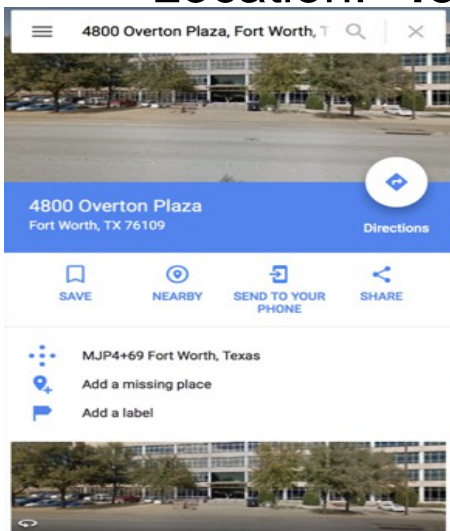 Location:
4800 Overton Plaza, Fort Worth, T
4800 Overton Plaza
Fort Worth, TX 76109
Directions
SAVE
NEARBY
SEND TO YOUR
PHONE
SHARE
MJP4+69 Fort Worth, Texas
Add a missing place
Add a label